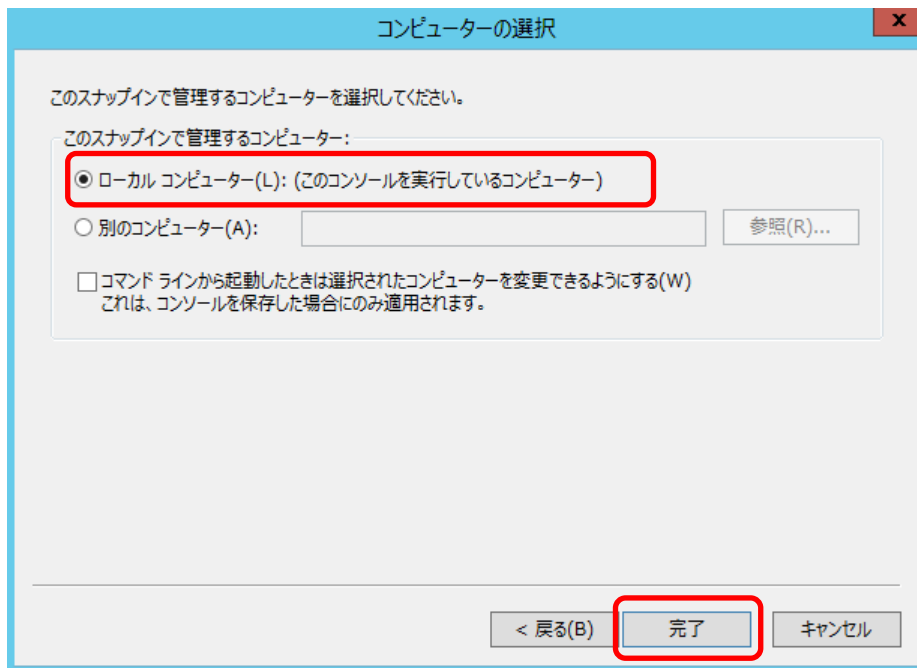 コンピューターの選択
x
このスナップインで管理するコンピューターを選択してください。
このスナップインで管理するコンピューター:
ローカル コンピューター(L): (このコンソールを実行しているコンピューター)
別のコンピューター(A):
参照(R)...
コマンド ラインから起動したときは選択されたコンピューターを変更できるようにする(W)
これは、コンソールを保存した場合にのみ適用されます。
< 戻る(B)
完了
キャンセル